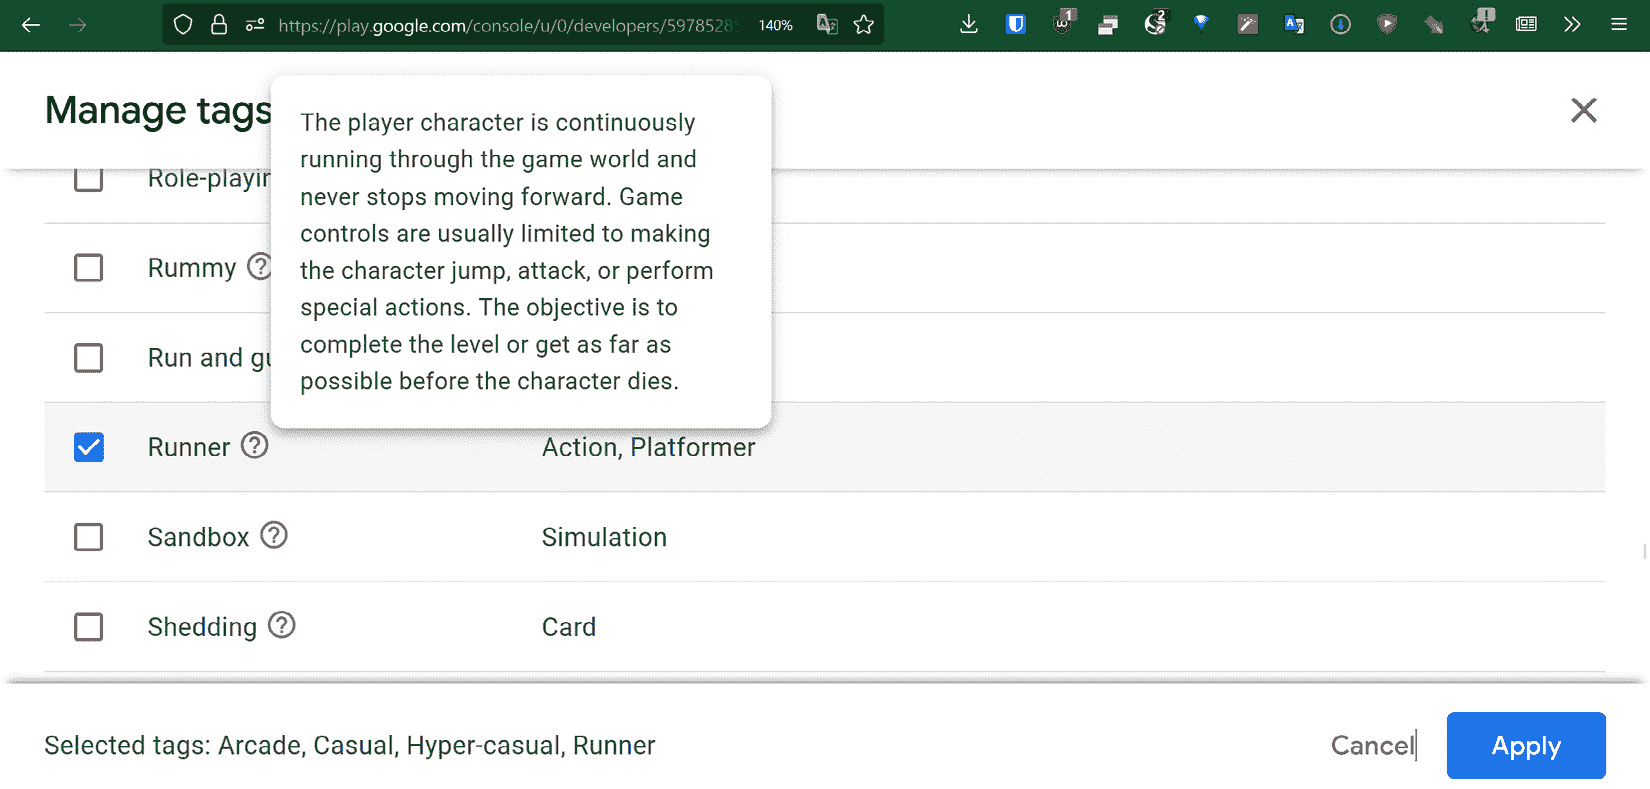 https://play.google.com/console/u/0/developers/5978528
140%
1
2
Manage tags
The player character is continuously
running through the game world and
never stops moving forward. Game
controls are usually limited to making
the character jump, attack, or perform
special actions. The objective is to
complete the level or get as far as
possible before the character dies.
Role-playin
Rummy
Run and gu
Runner Action, Platformer
Sandbox Simulation
Shedding Card
Selected tags: Arcade, Casual, Hyper-casual, Runner
Cancel Apply